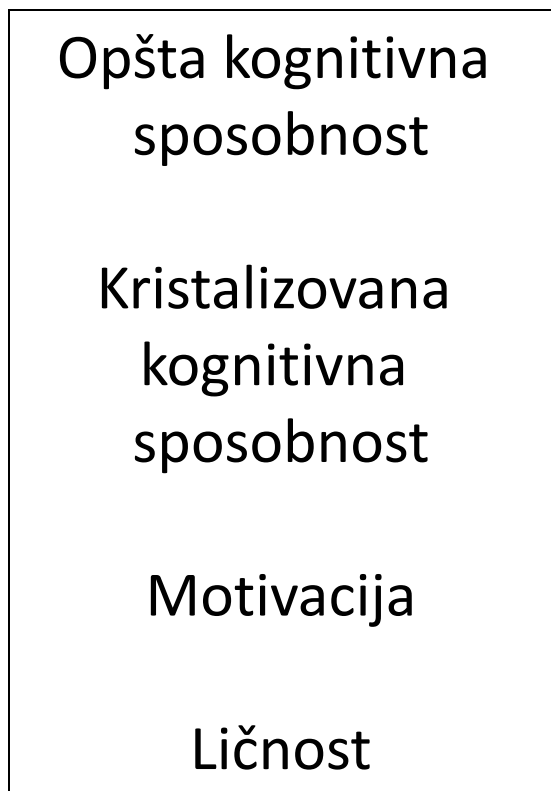 Opšta kognitivna
sposobnost
Kristalizovana
kognitivna
sposobnost
Motivacija
Ličnost